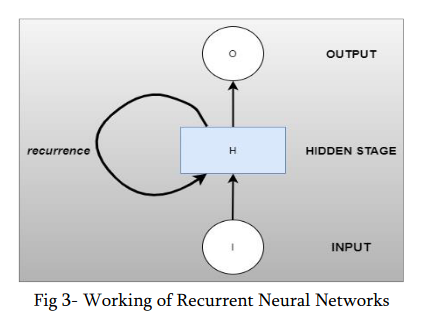 O
OUTPUT
recurrence
H
HIDDEN STAGE
I
INPUT
Fig 3- Working of Recurrent Neural Networks